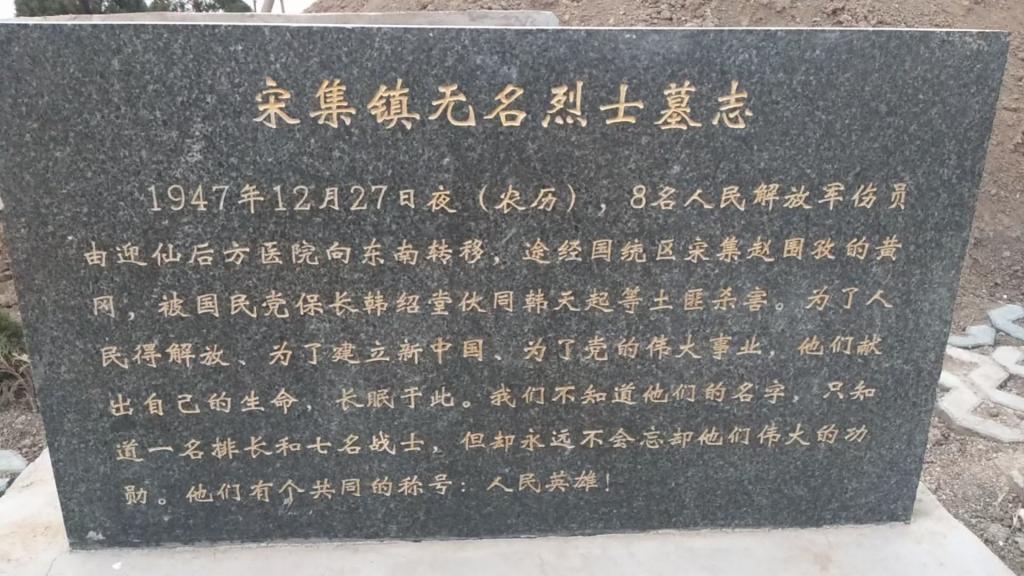 宋集镇无名烈士墓志
1947年12月27日夜（农历），8名人民解放军伤员
由迎仙后方医院向东南转移，途经国统区宋集赵围孜的黄
网，被国民党保长韩绍堂伙同韩天起等土匪杀害。为了人
民得解放、为了建立新中国、为了党的伟大事业，他们献
出自己的生命，长眠于此。我们不知道他们的名字，只知
道一名排长和七名战士，但却永远不会忘却他们伟大的功
勋。他们有个共同的称号：人民英雄！